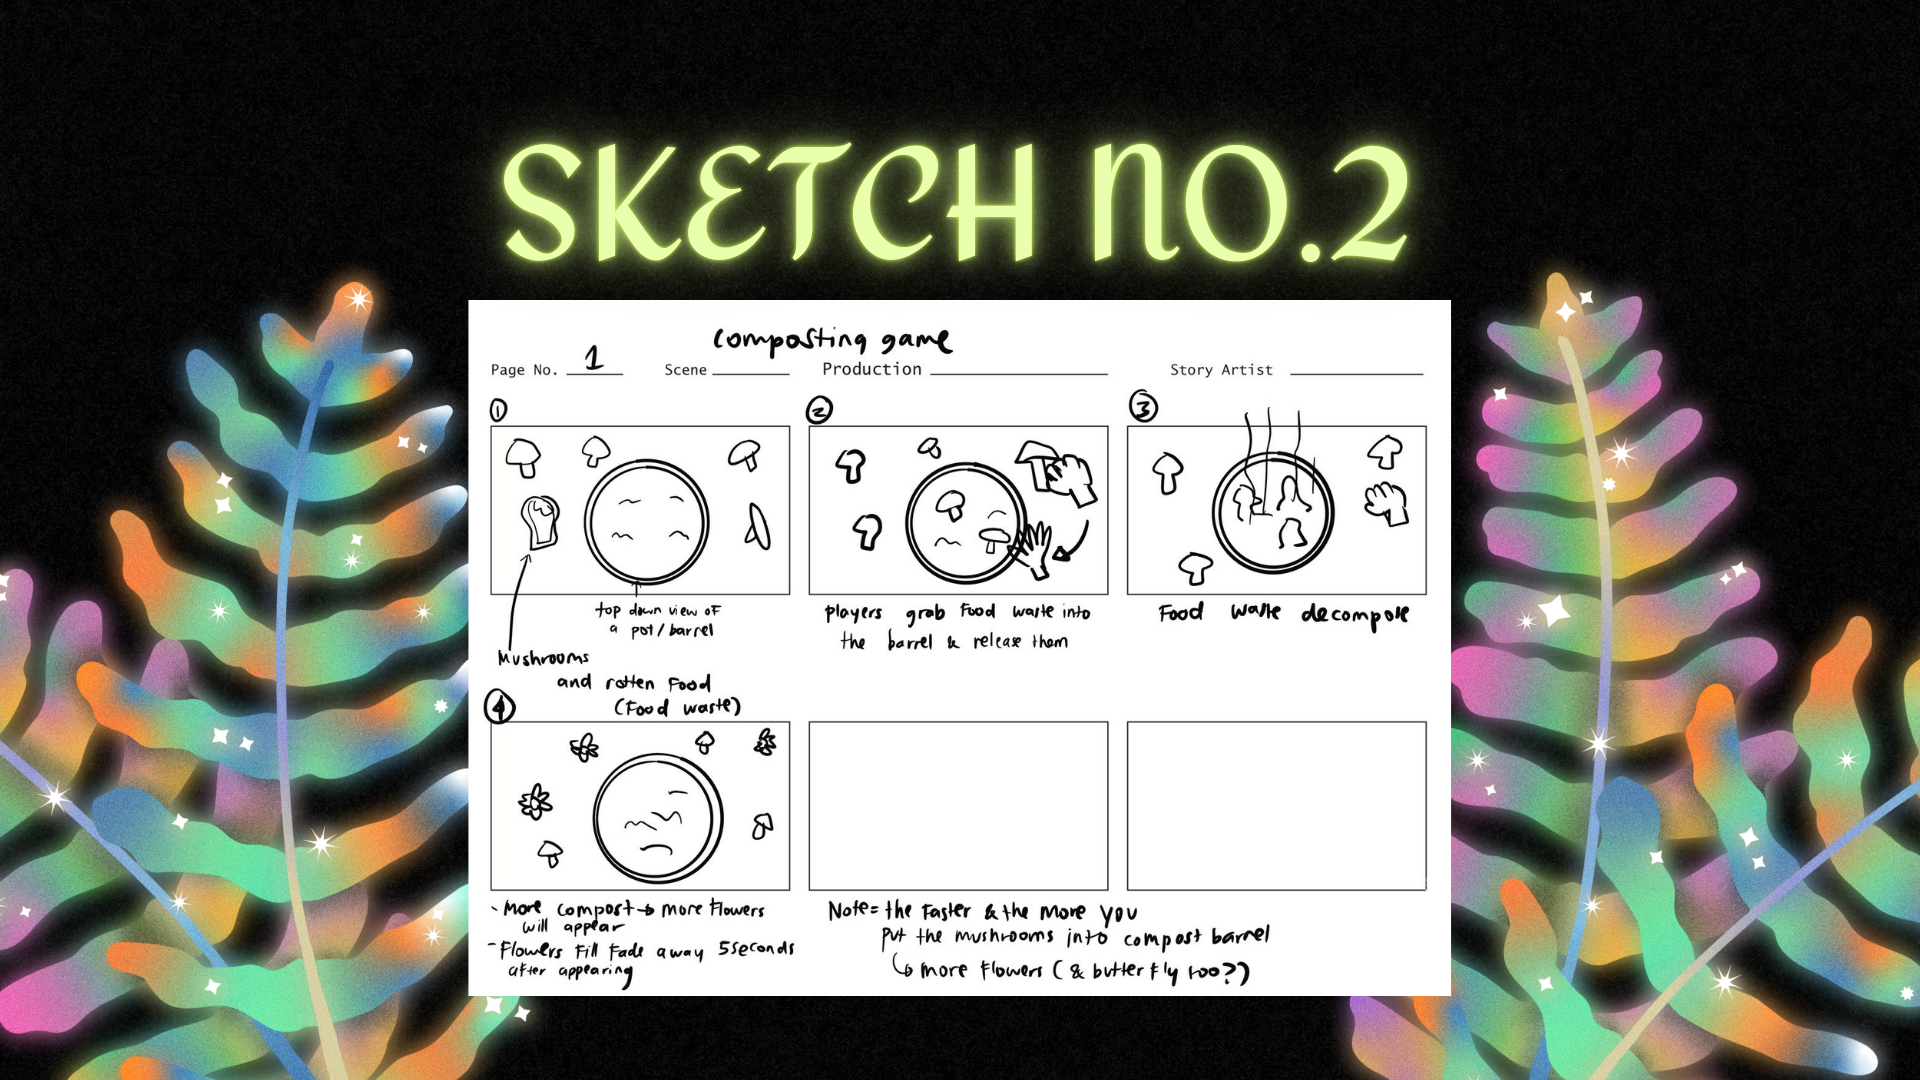 SKETCH NO.2
composting game
Page No. 1 Scene Production Story Artist
1
2
3
top down view of
a pot/barrel
Mushrooms
and rotten Food
(Food waste)
players grab Food waste into
the barrel & release them
Food waste decompose
4
- More compost → more flowers
will appear
- Flowers Fill Fade away 5 seconds
after appearing
Note = the Faster & the More you
put the mushrooms into compost barrel
↳ more flowers (& butterfly too?)